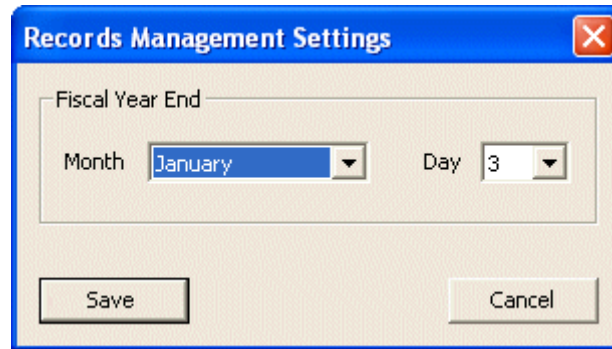 Records Management Settings
Fiscal Year End
Month January Day 3
Save Cancel